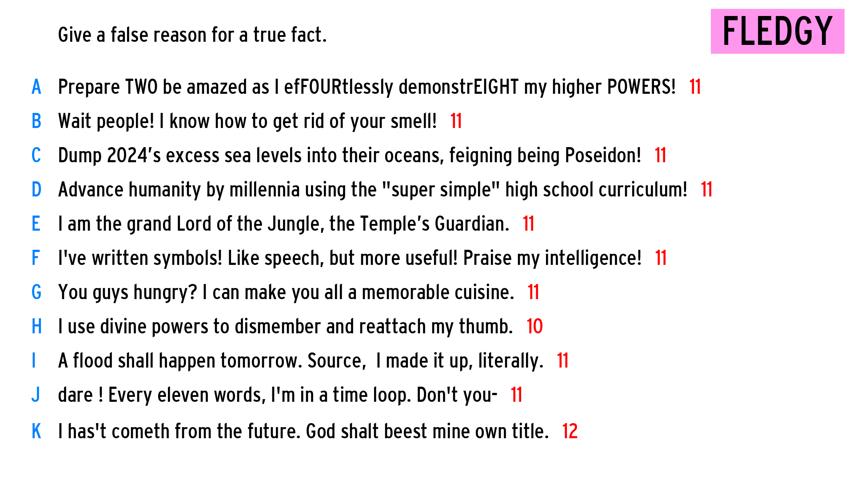 Give a false reason for a true fact.
FLEDGY
A Prepare TWO be amazed as I efFOURtlessly demonstrEIGHT my higher POWERS! 11
B Wait people! I know how to get rid of your smell! 11
C Dump 2024's excess sea levels into their oceans, feigning being Poseidon! 11
D Advance humanity by millennia using the "super simple" high school curriculum! 11
E I am the grand Lord of the Jungle, the Temple's Guardian. 11
F I've written symbols! Like speech, but more useful! Praise my intelligence! 11
G You guys hungry? I can make you all a memorable cuisine. 11
H I use divine powers to dismember and reattach my thumb. 10
I A flood shall happen tomorrow. Source,  I made it up, literally. 11
J dare ! Every eleven words, I'm in a time loop. Don't you- 11
K I has't cometh from the future. God shalt beest mine own title. 12